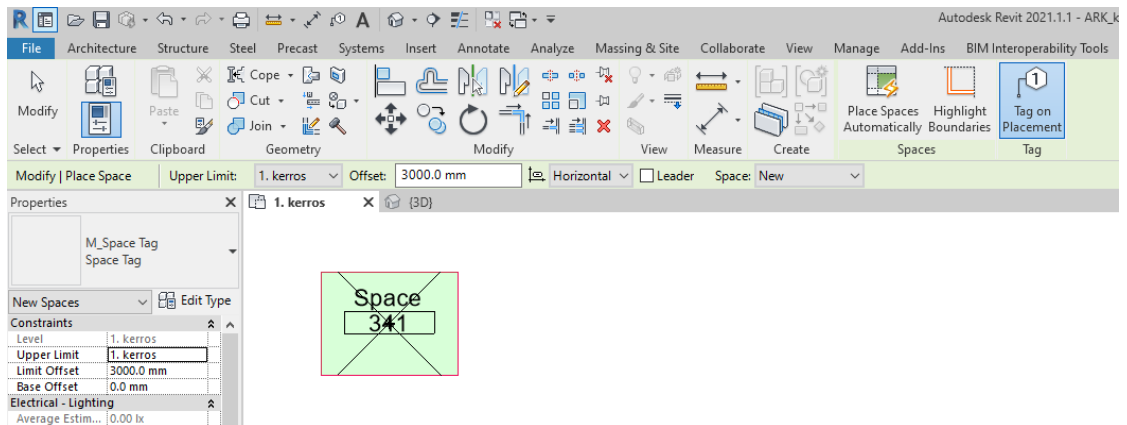 Autodesk Revit 2021.1.1 - ARK_k
File Architecture Structure Steel Precast Systems Insert Annotate Analyze Massing & Site Collaborate View Manage Add-Ins BIM Interoperability Tools
Modify
Paste
Cope
Cut
Join
Place Spaces Automatically
Highlight Boundaries
1
Tag on Placement
Select Properties Clipboard Geometry Modify View Measure Create Spaces Tag
Modify | Place Space Upper Limit: 1. kerros Offset: 3000.0 mm Horizontal Leader Space: New
Properties X
1. kerros X {3D}
M_Space Tag
Space Tag
New Spaces Edit Type
Constraints
Level 1. kerros
Upper Limit 1. kerros
Limit Offset 3000.0 mm
Base Offset 0.0 mm
Electrical - Lighting
Average Estim... 0.00 lx
Space
341